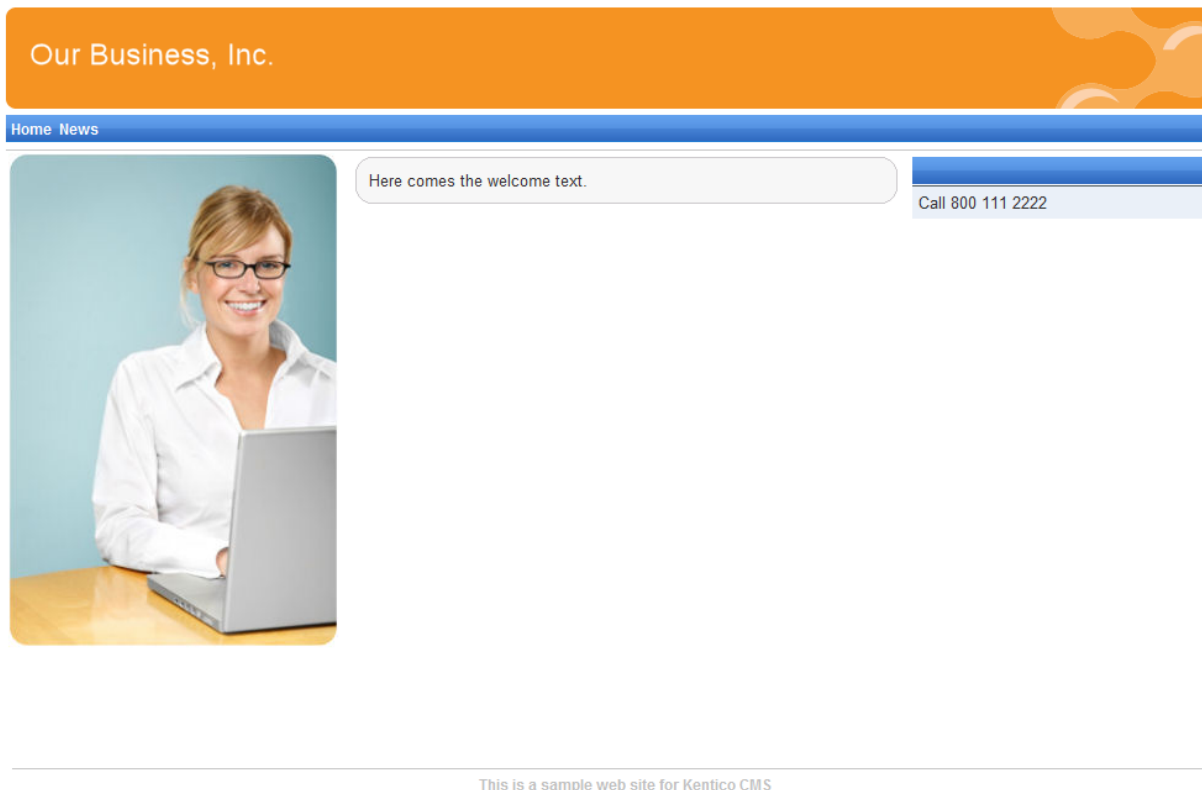 Our Business, Inc.
Home News
Here comes the welcome text.
Call 800 111 2222
This is a sample web site for Kentico CMS